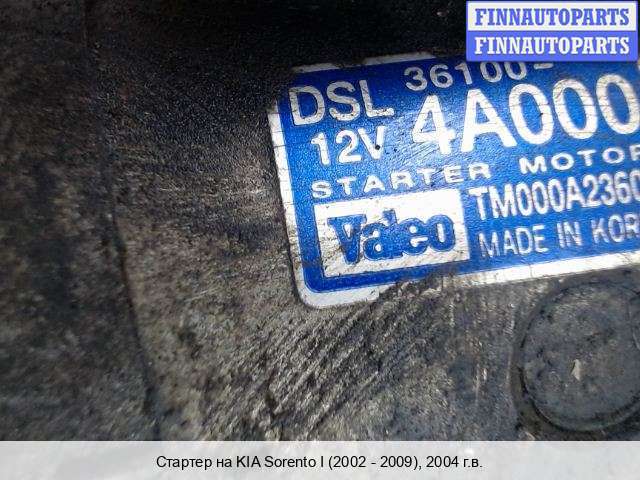 FINNAUTOPARTS
FINNAUTOPARTS
DSL 36100-
12V 4A000
STARTER MOTOR
Valeo TM000A2360
MADE IN KOR
Стартер на KIA Sorento I (2002 - 2009), 2004 г.в.